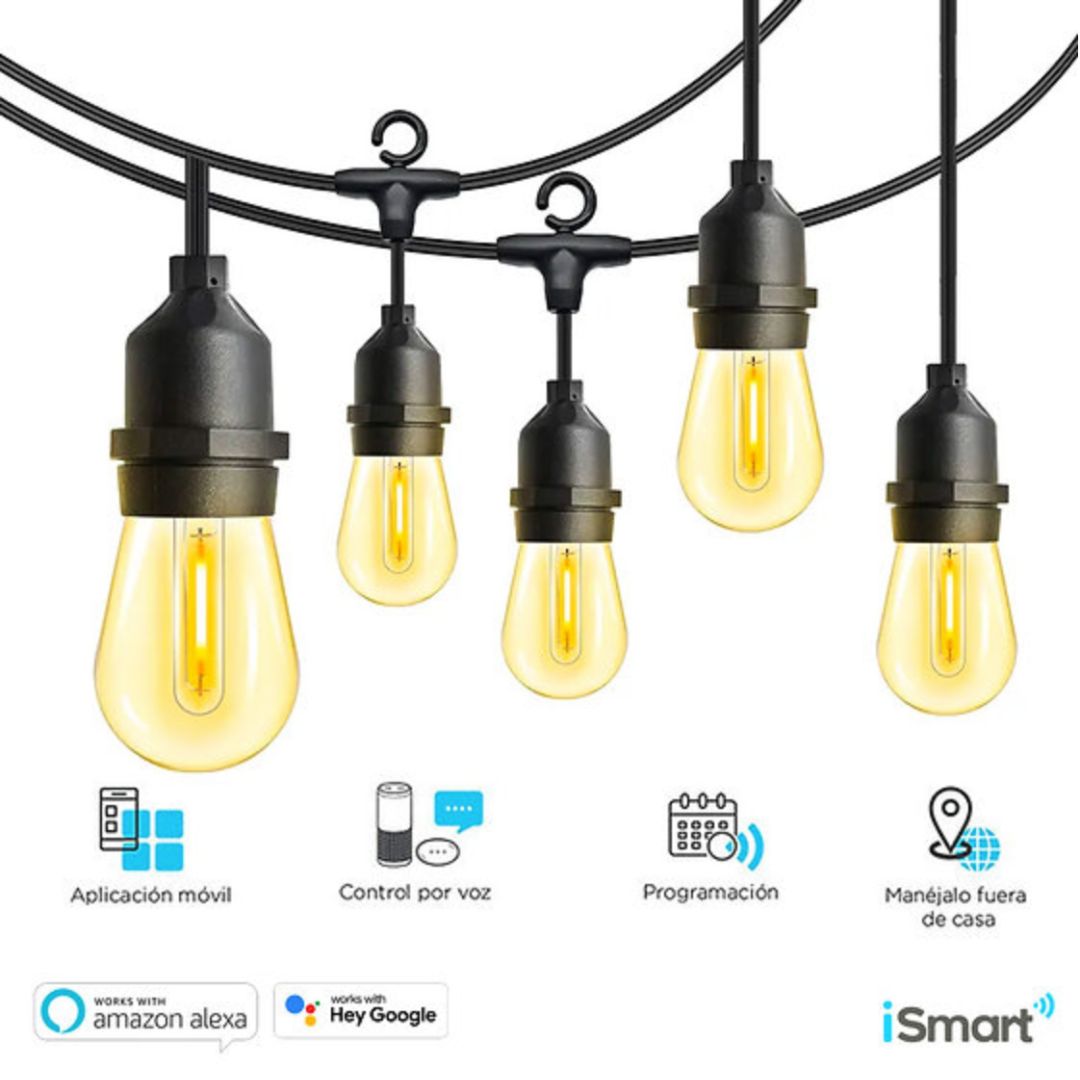 Aplicación móvil
Control por voz
Programación
Manéjalo fuera
de casa
WORKS WITH
amazon alexa
works with
Hey Google
iSmart